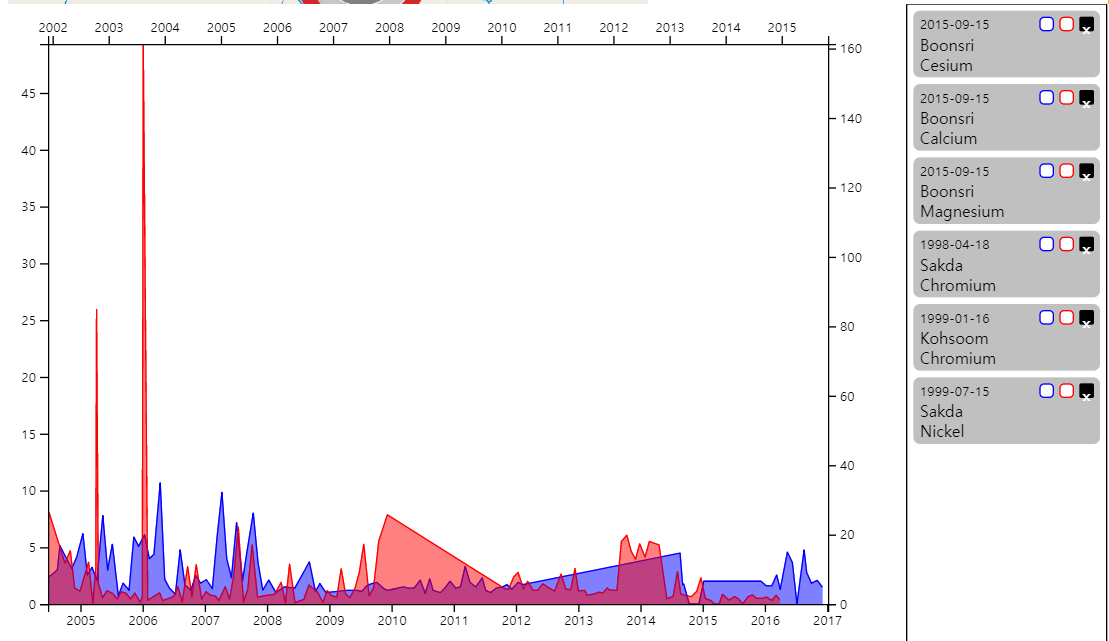 2002 2003 2004 2005 2006 2007 2008 2009 2010 2011 2012 2013 2014 2015
45
40
35
30
25
20
15
10
5
0
160
140
120
100
80
60
40
20
0
2005 2006 2007 2008 2009 2010 2011 2012 2013 2014 2015 2016 2017
2015-09-15 x
Boonsri
Cesium
2015-09-15 x
Boonsri
Calcium
2015-09-15 x
Boonsri
Magnesium
1998-04-18 x
Sakda
Chromium
1999-01-16 x
Kohsoom
Chromium
1999-07-15 x
Sakda
Nickel